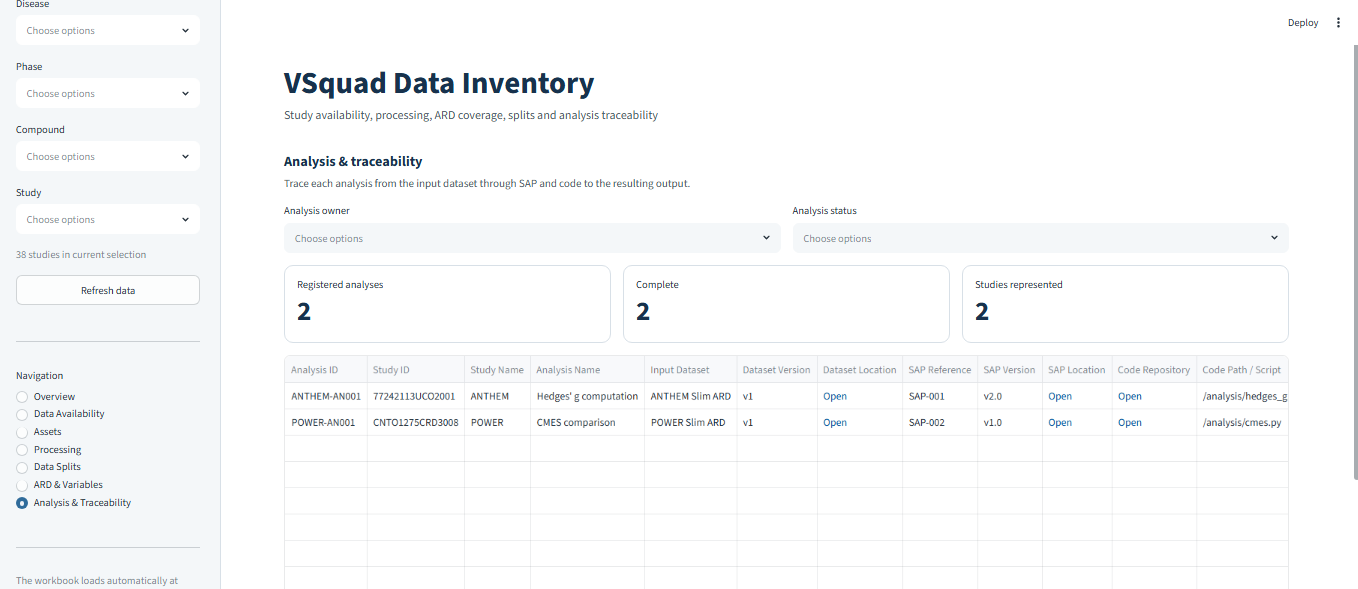 Disease
Choose options
Phase
Choose options
Compound
Choose options
Study
Choose options
38 studies in current selection
Refresh data
Navigation
Overview
Data Availability
Assets
Processing
Data Splits
ARD & Variables
Analysis & Traceability
The workbook loads automatically at
Deploy
VSquad Data Inventory
Study availability, processing, ARD coverage, splits and analysis traceability
Analysis & traceability
Trace each analysis from the input dataset through SAP and code to the resulting output.
Analysis owner Analysis status
Choose options Choose options
Registered analyses Complete Studies represented
2 2 2
Analysis ID Study ID Study Name Analysis Name Input Dataset Dataset Version Dataset Location SAP Reference SAP Version SAP Location Code Repository Code Path / Script
ANTHEM-AN001 77242113UCO2001 ANTHEM Hedges' g computation ANTHEM Slim ARD v1 Open SAP-001 v2.0 Open Open /analysis/hedges_g
POWER-AN001 CNTO1275CRD3008 POWER CMES comparison POWER Slim ARD v1 Open SAP-002 v1.0 Open Open /analysis/cmes.py